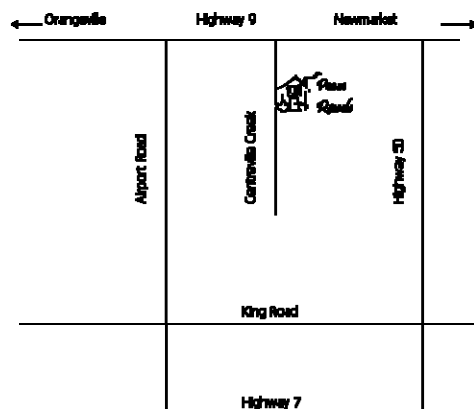 Orangeville Highway 9 Newmarket
Airport Road
Centreville Creek
Highway 50
King Road
Highway 7